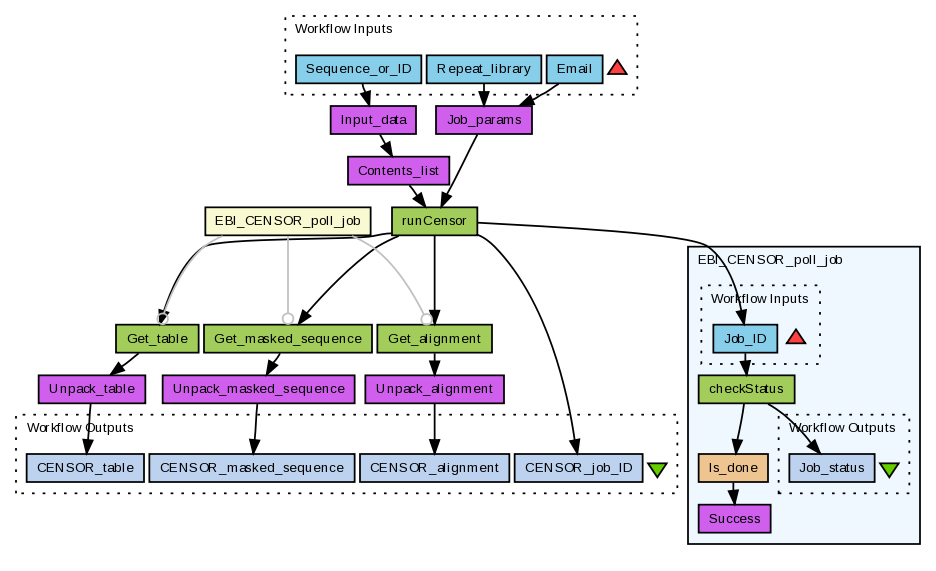 Workflow Inputs
Sequence_or_ID
Repeat_library
Email
Input_data
Job_params
Contents_list
EBI_CENSOR_poll_job
runCensor
EBI_CENSOR_poll_job
Workflow Inputs
Get_table
Get_masked_sequence
Get_alignment
Job_ID
Unpack_table
Unpack_masked_sequence
Unpack_alignment
checkStatus
Workflow Outputs
Workflow Outputs
CENSOR_table
CENSOR_masked_sequence
CENSOR_alignment
CENSOR_job_ID
Is_done
Job_status
Success